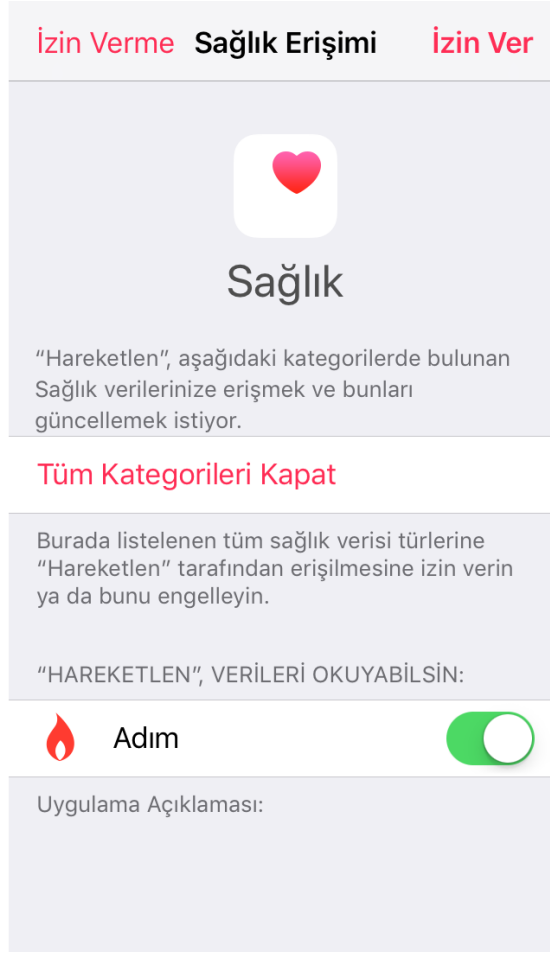 İzin Verme Sağlık Erişimi İzin Ver
Sağlık
“Hareketlen”, aşağıdaki kategorilerde bulunan
Sağlık verilerinize erişmek ve bunları
güncellemek istiyor.
Tüm Kategorileri Kapat
Burada listelenen tüm sağlık verisi türlerine
“Hareketlen” tarafından erişilmesine izin verin
ya da bunu engelleyin.
“HAREKETLEN”, VERİLERİ OKUYABİLSİN:
Adım
Uygulama Açıklaması: